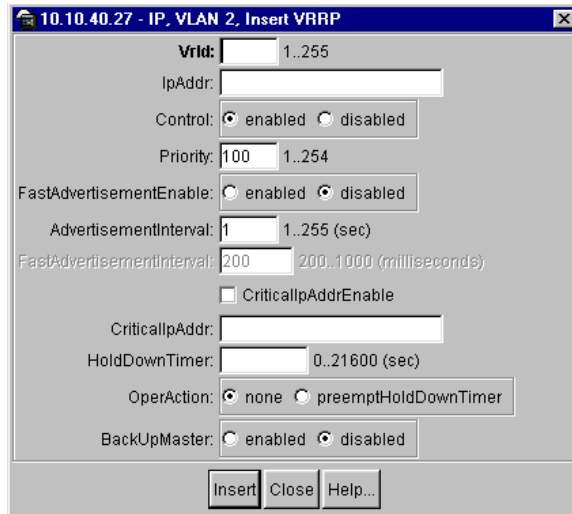 10.10.40.27 - IP, VLAN 2, Insert VRRP
VrId: 1..255
IpAddr:
Control: enabled disabled
Priority: 100 1..254
FastAdvertisementEnable: enabled disabled
AdvertisementInterval: 1 1..255 (sec)
FastAdvertisementInterval: 200 200..1000 (milliseconds)
CriticalIpAddrEnable
CriticalIpAddr:
HoldDownTimer: 0..21600 (sec)
OperAction: none preemptHoldDownTimer
BackUpMaster: enabled disabled
Insert Close Help...